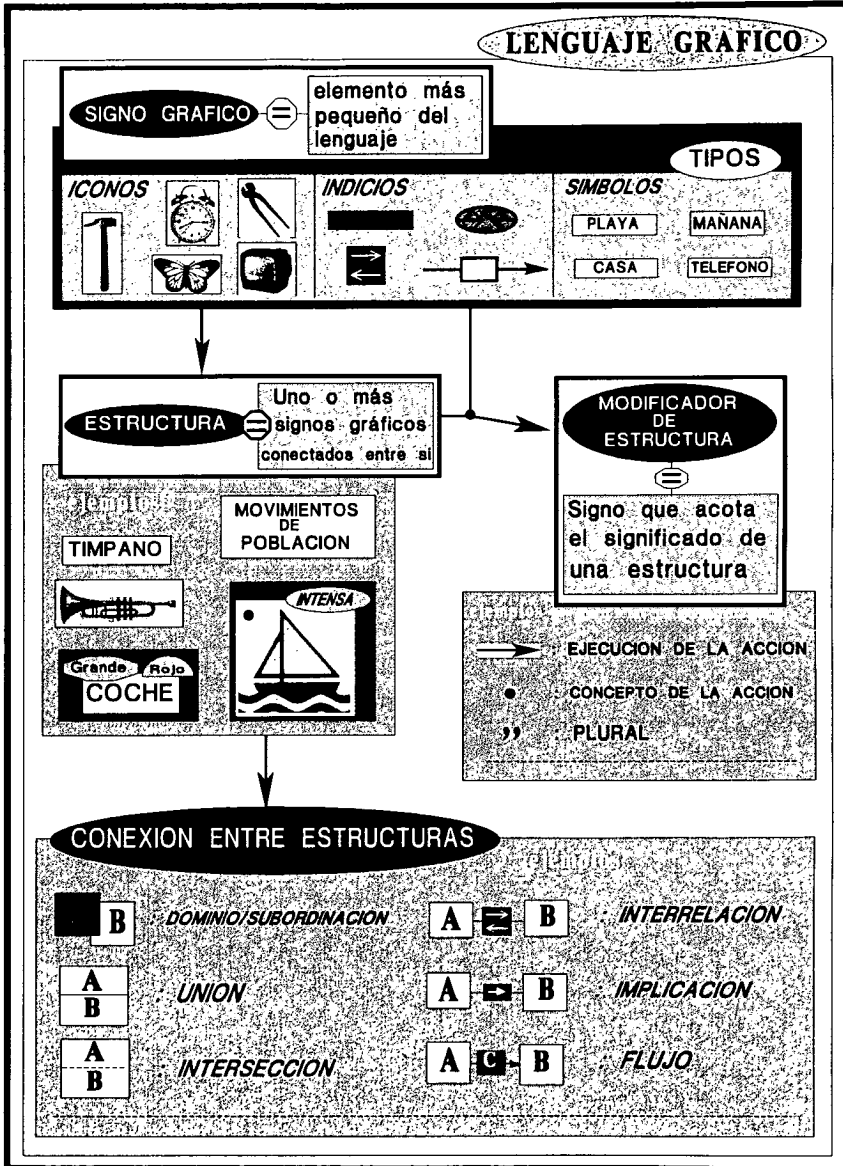 LENGUAJE GRAFICO
SIGNO GRAFICO
=
elemento más
pequeño del
lenguaje
TIPOS
ICONOS
INDICIOS
SIMBOLOS
PLAYA
MAÑANA
CASA
TELEFONO
ESTRUCTURA
=
Uno o más
signos gráficos
conectados entre si
MODIFICADOR
DE
ESTRUCTURA
=
Signo que acota
el significado de
una estructura
ejemplos
TIMPANO
MOVIMIENTOS
DE
POBLACION
INTENSA
Grande
Rojo
COCHE
: EJECUCION DE LA ACCION
: CONCEPTO DE LA ACCION
,, : PLURAL
CONEXION ENTRE ESTRUCTURAS
ejemplos
B : DOMINIO/SUBORDINACION
A B : INTERRELACION
A
B
: UNION
A B : IMPLICACION
A
B
: INTERSECCION
A C B : FLUJO